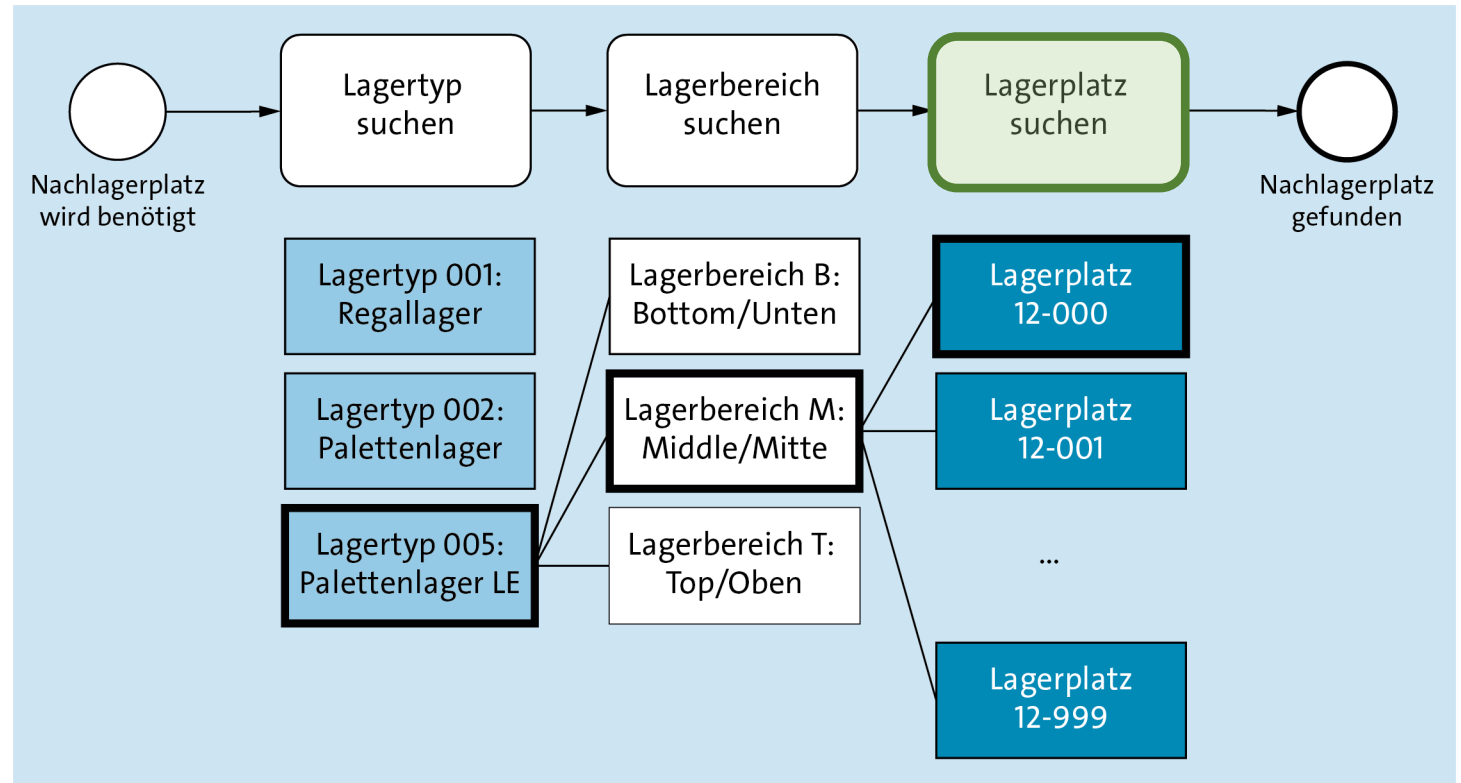 Lagertyp
suchen
Lagerbereich
suchen
Lagerplatz
suchen
Nachlagerplatz
wird benötigt
Nachlagerplatz
gefunden
Lagertyp 001:
Regallager
Lagerbereich B:
Bottom/Unten
Lagerplatz
12-000
Lagertyp 002:
Palettenlager
Lagerbereich M:
Middle/Mitte
Lagerplatz
12-001
Lagertyp 005:
Palettenlager LE
Lagerbereich T:
Top/Oben
...
Lagerplatz
12-999